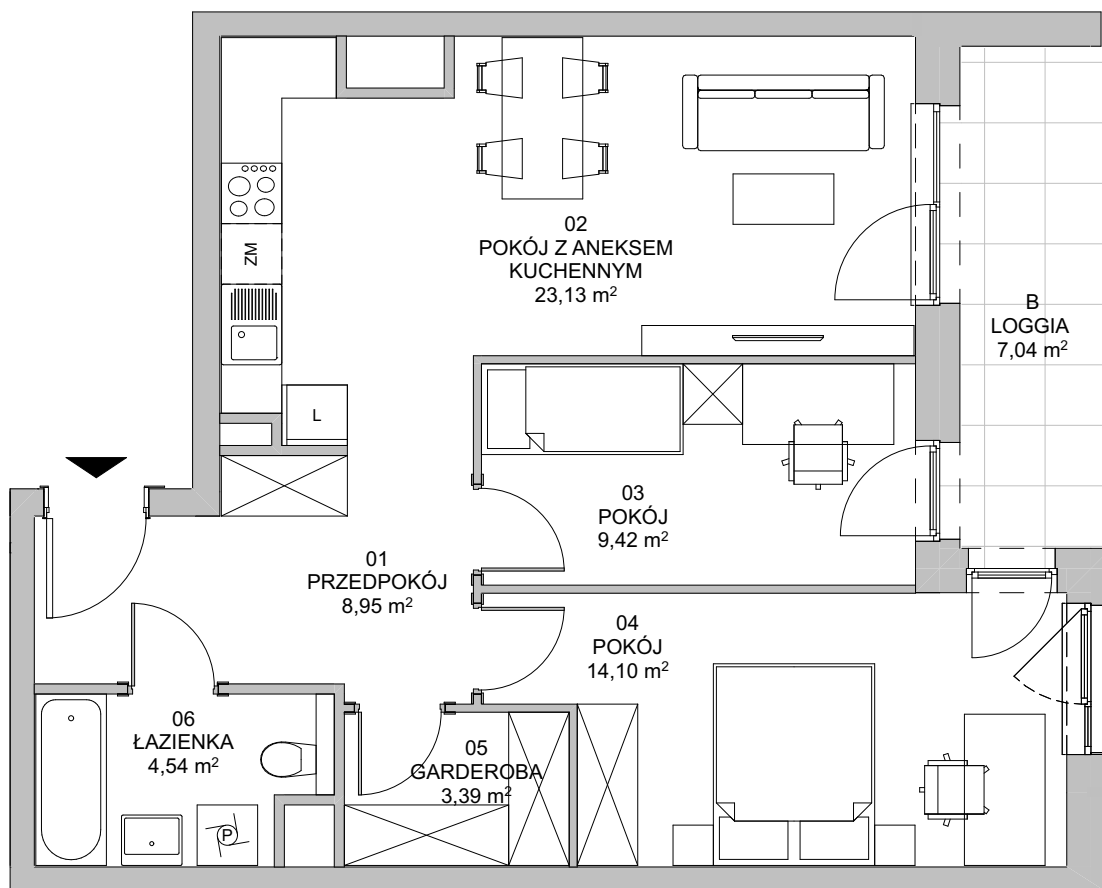 02
POKÓJ Z ANEKSEM
KUCHENNYM
23,13 m²
ZM
B
LOGGIA
7,04 m²
L
03
POKÓJ
9,42 m²
01
PRZEDPOKÓJ
8,95 m²
04
POKÓJ
14,10 m²
06
ŁAZIENKA
4,54 m²
05
GARDEROBA
3,39 m²
P